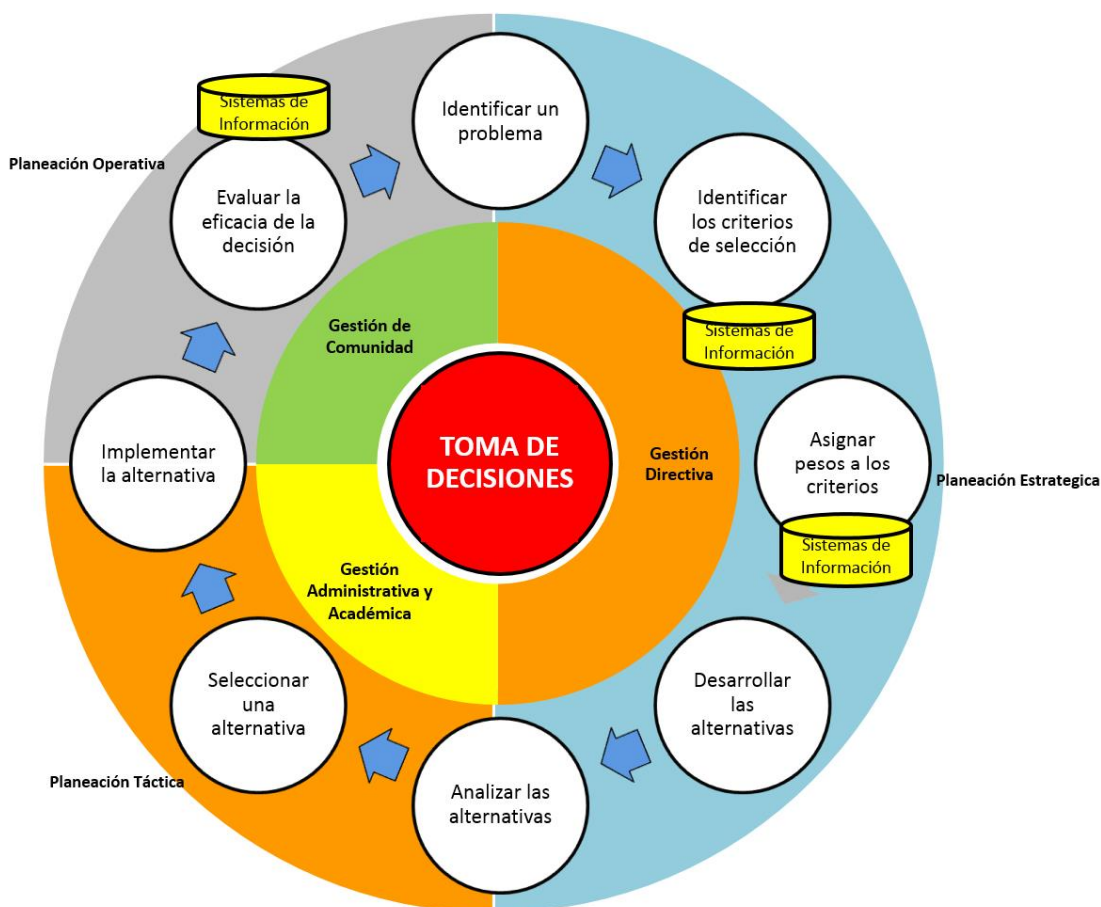 Identificar un
problema
Identificar
los criterios
de selección
Sistemas de
Información
Asignar
pesos a los
criterios
Sistemas de
Información
Planeación Estrategica
Desarrollar
las
alternativas
Analizar las
alternativas
Seleccionar
una
alternativa
Planeación Táctica
Implementar
la alternativa
Evaluar la
eficacia de la
decisión
Sistemas de
Información
Planeación Operativa
Gestión de
Comunidad
Gestión
Directiva
Gestión
Administrativa y
Académica
TOMA DE
DECISIONES